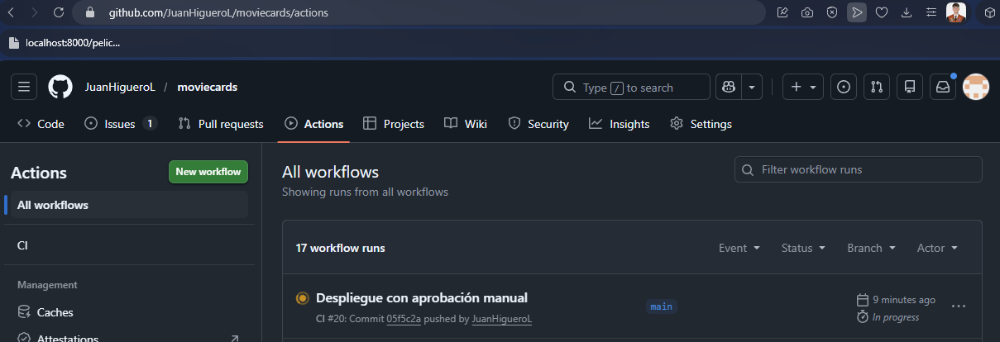 github.com/JuanHigueroL/moviecards/actions
localhost:8000/pelic...
JuanHigueroL / moviecards
Type / to search
Code Issues 1 Pull requests Actions Projects Wiki Security Insights Settings
Actions
New workflow
All workflows
CI
Management
Caches
Attestations
All workflows
Showing runs from all workflows
Filter workflow runs
17 workflow runs
Event Status Branch Actor
Despliegue con aprobación manual
CI #20: Commit 05f5c2a pushed by JuanHigueroL
main
9 minutes ago
In progress